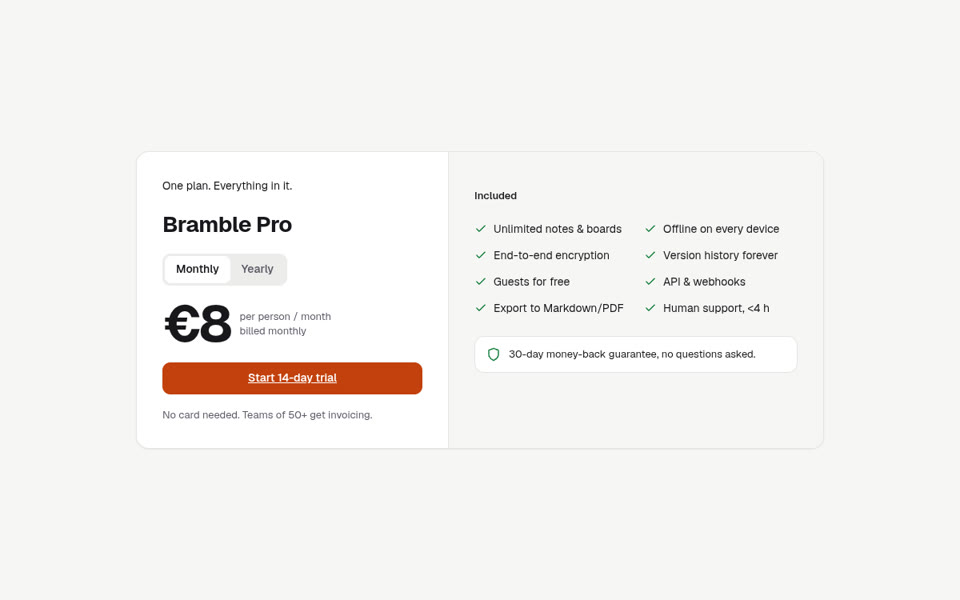 One plan. Everything in it.
Bramble Pro
Monthly
Yearly
€8
per person / month
billed monthly
Start 14-day trial
No card needed. Teams of 50+ get invoicing.
Included
Unlimited notes & boards
Offline on every device
End-to-end encryption
Version history forever
Guests for free
API & webhooks
Export to Markdown/PDF
Human support, <4 h
30-day money-back guarantee, no questions asked.